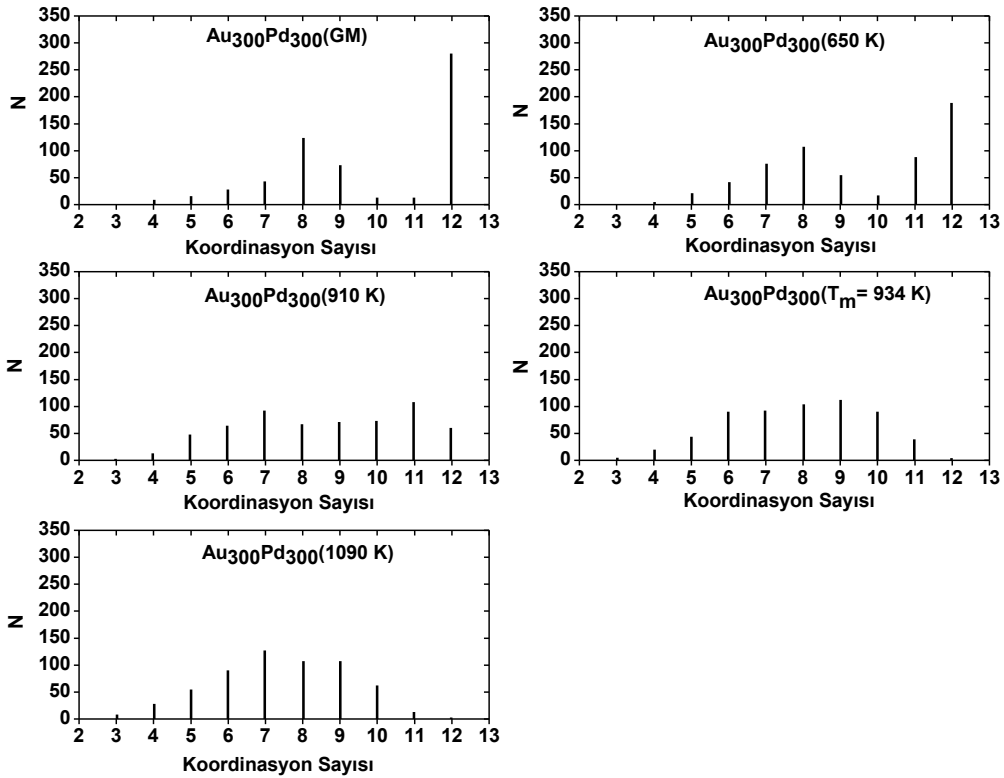 Au300Pd300(GM)
350
300
250
200
150
100
50
0
N
2 3 4 5 6 7 8 9 10 11 12 13
Koordinasyon Sayısı
Au300Pd300(650 K)
350
300
250
200
150
100
50
0
N
2 3 4 5 6 7 8 9 10 11 12 13
Koordinasyon Sayısı
Au300Pd300(910 K)
350
300
250
200
150
100
50
0
N
2 3 4 5 6 7 8 9 10 11 12 13
Koordinasyon Sayısı
Au300Pd300(Tm= 934 K)
350
300
250
200
150
100
50
0
N
2 3 4 5 6 7 8 9 10 11 12 13
Koordinasyon Sayısı
Au300Pd300(1090 K)
350
300
250
200
150
100
50
0
N
2 3 4 5 6 7 8 9 10 11 12 13
Koordinasyon Sayısı